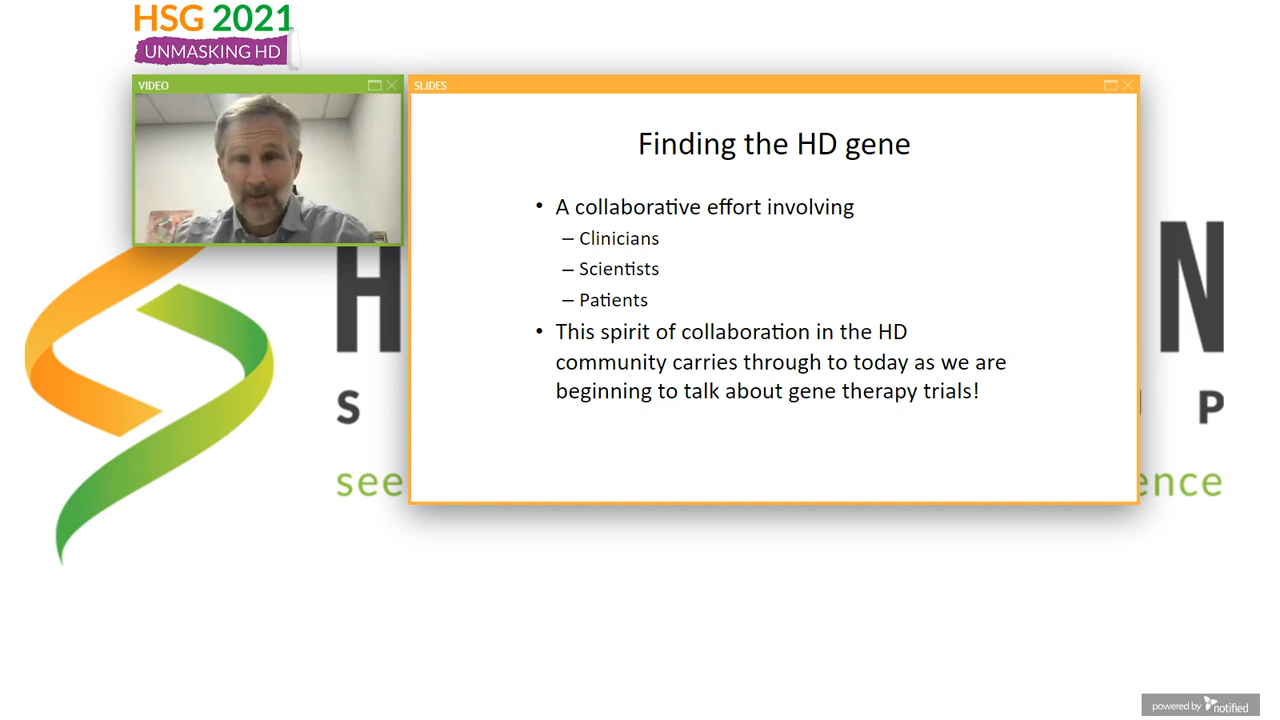 HSG 2021
UNMASKING HD
VIDEO
SLIDES
Finding the HD gene
• A collaborative effort involving
– Clinicians
– Scientists
– Patients
• This spirit of collaboration in the HD
community carries through to today as we are
beginning to talk about gene therapy trials!
H N
S U P
see ence
powered by notified